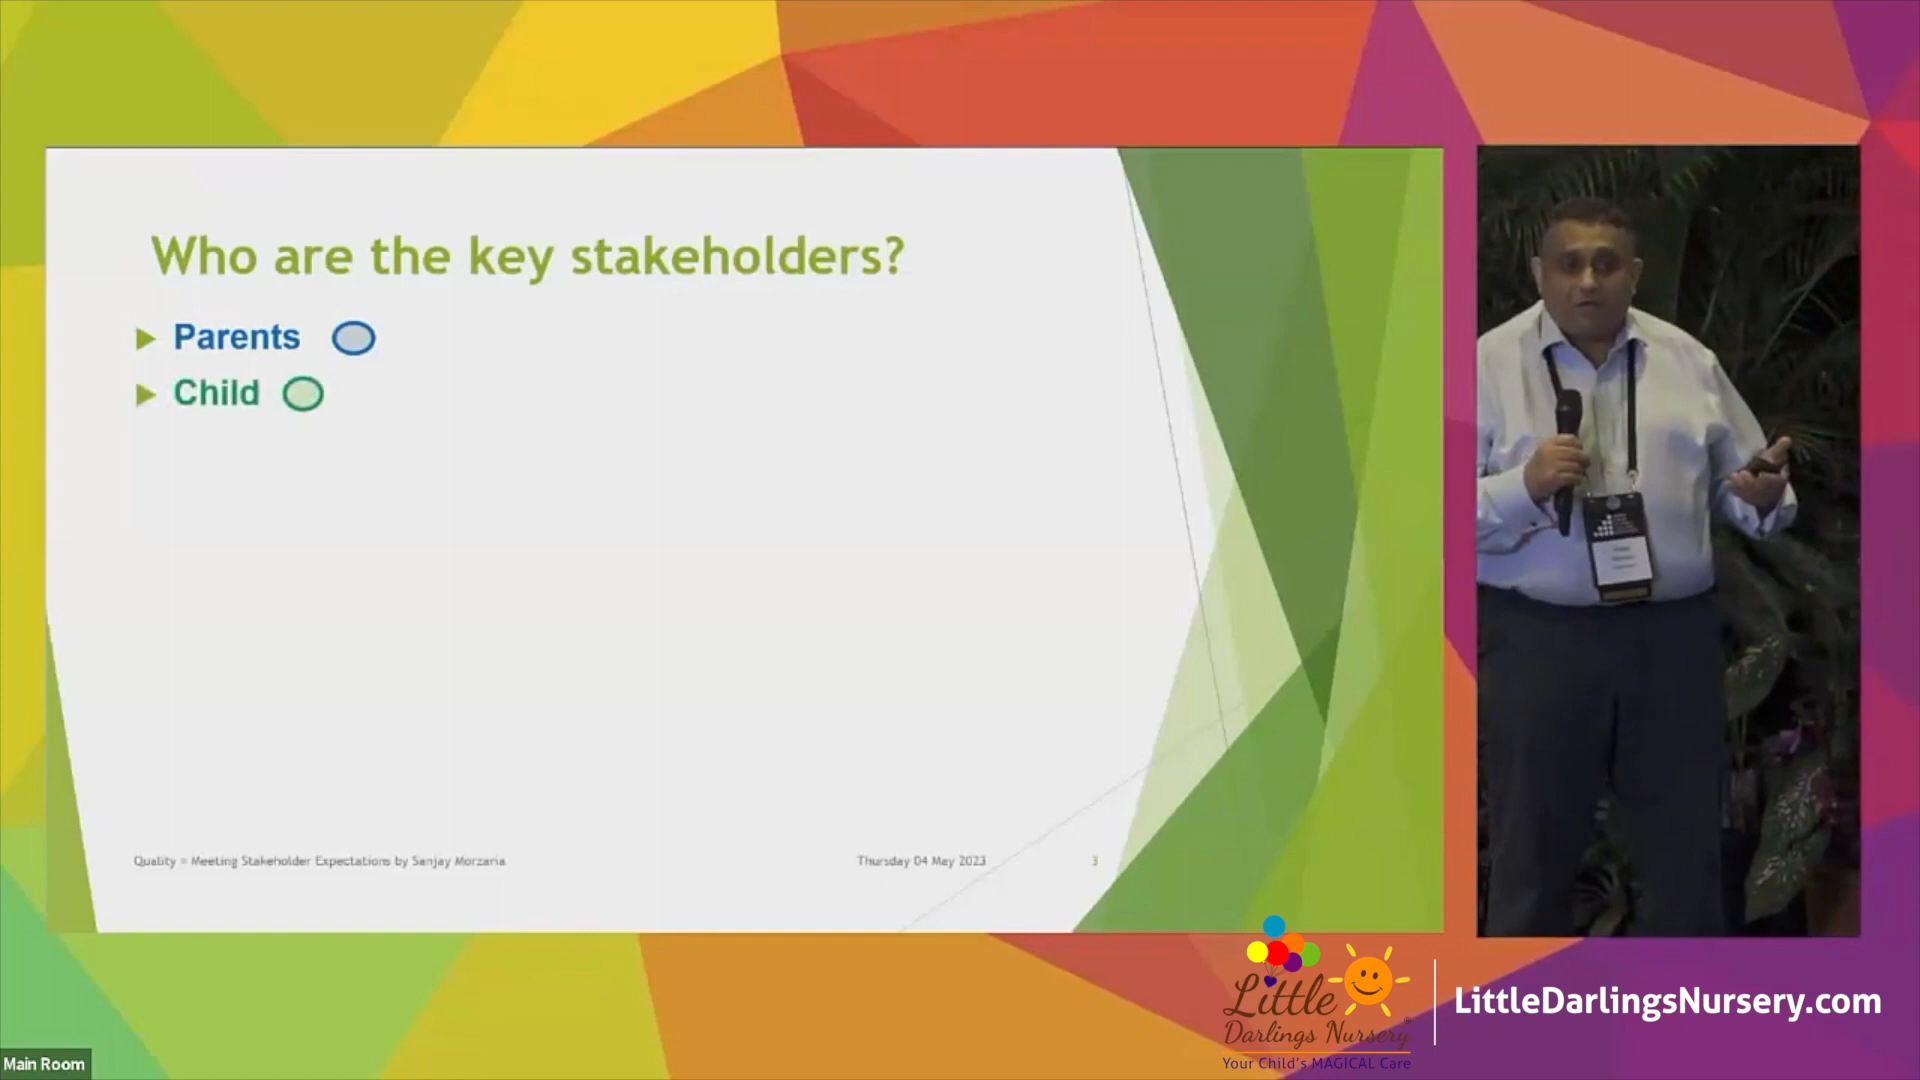 Who are the key stakeholders?
Parents
Child
Quality = Meeting Stakeholder Expectations by Sanjay Morzaria
Thursday 04 May 2023
3
Little
Darlings Nursery®
Your Child's MAGICAL Care
LittleDarlingsNursery.com
Main Room